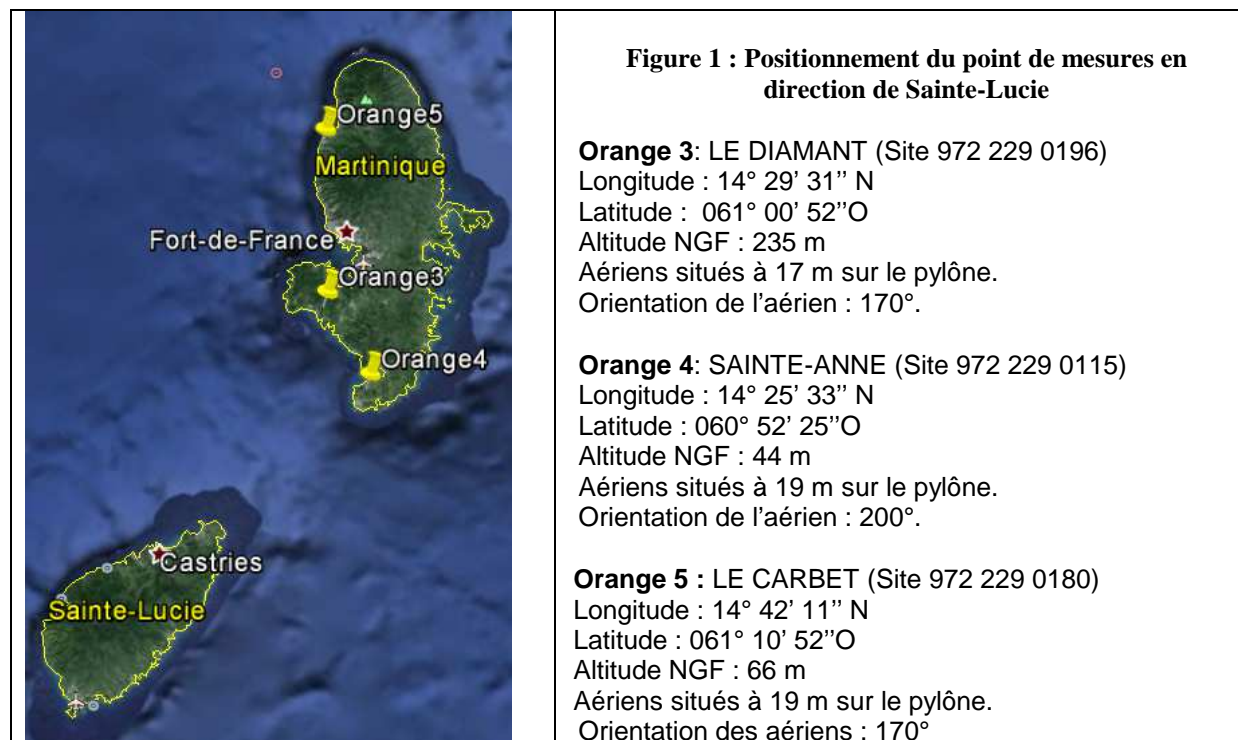 Orange5
Martinique
Fort-de-France
Orange3
Orange4
Castries
Sainte-Lucie
Figure 1 : Positionnement du point de mesures en
direction de Sainte-Lucie
Orange 3: LE DIAMANT (Site 972 229 0196)
Longitude : 14° 29’ 31’’ N
Latitude :  061° 00’ 52’’O
Altitude NGF : 235 m
Aériens situés à 17 m sur le pylône.
Orientation de l’aérien : 170°.
Orange 4: SAINTE-ANNE (Site 972 229 0115)
Longitude : 14° 25’ 33’’ N
Latitude : 060° 52’ 25’’O
Altitude NGF : 44 m
Aériens situés à 19 m sur le pylône.
Orientation de l’aérien : 200°.
Orange 5 : LE CARBET (Site 972 229 0180)
Longitude : 14° 42’ 11’’ N
Latitude : 061° 10’ 52’’O
Altitude NGF : 66 m
Aériens situés à 19 m sur le pylône.
Orientation des aériens : 170°